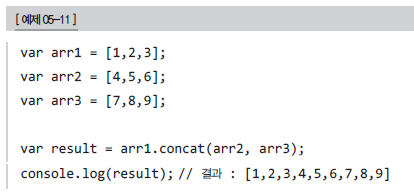 [ 예제 05-11 ]
var arr1 = [1,2,3];
var arr2 = [4,5,6];
var arr3 = [7,8,9];
var result = arr1.concat(arr2, arr3);
console.log(result); // 결과 : [1,2,3,4,5,6,7,8,9]